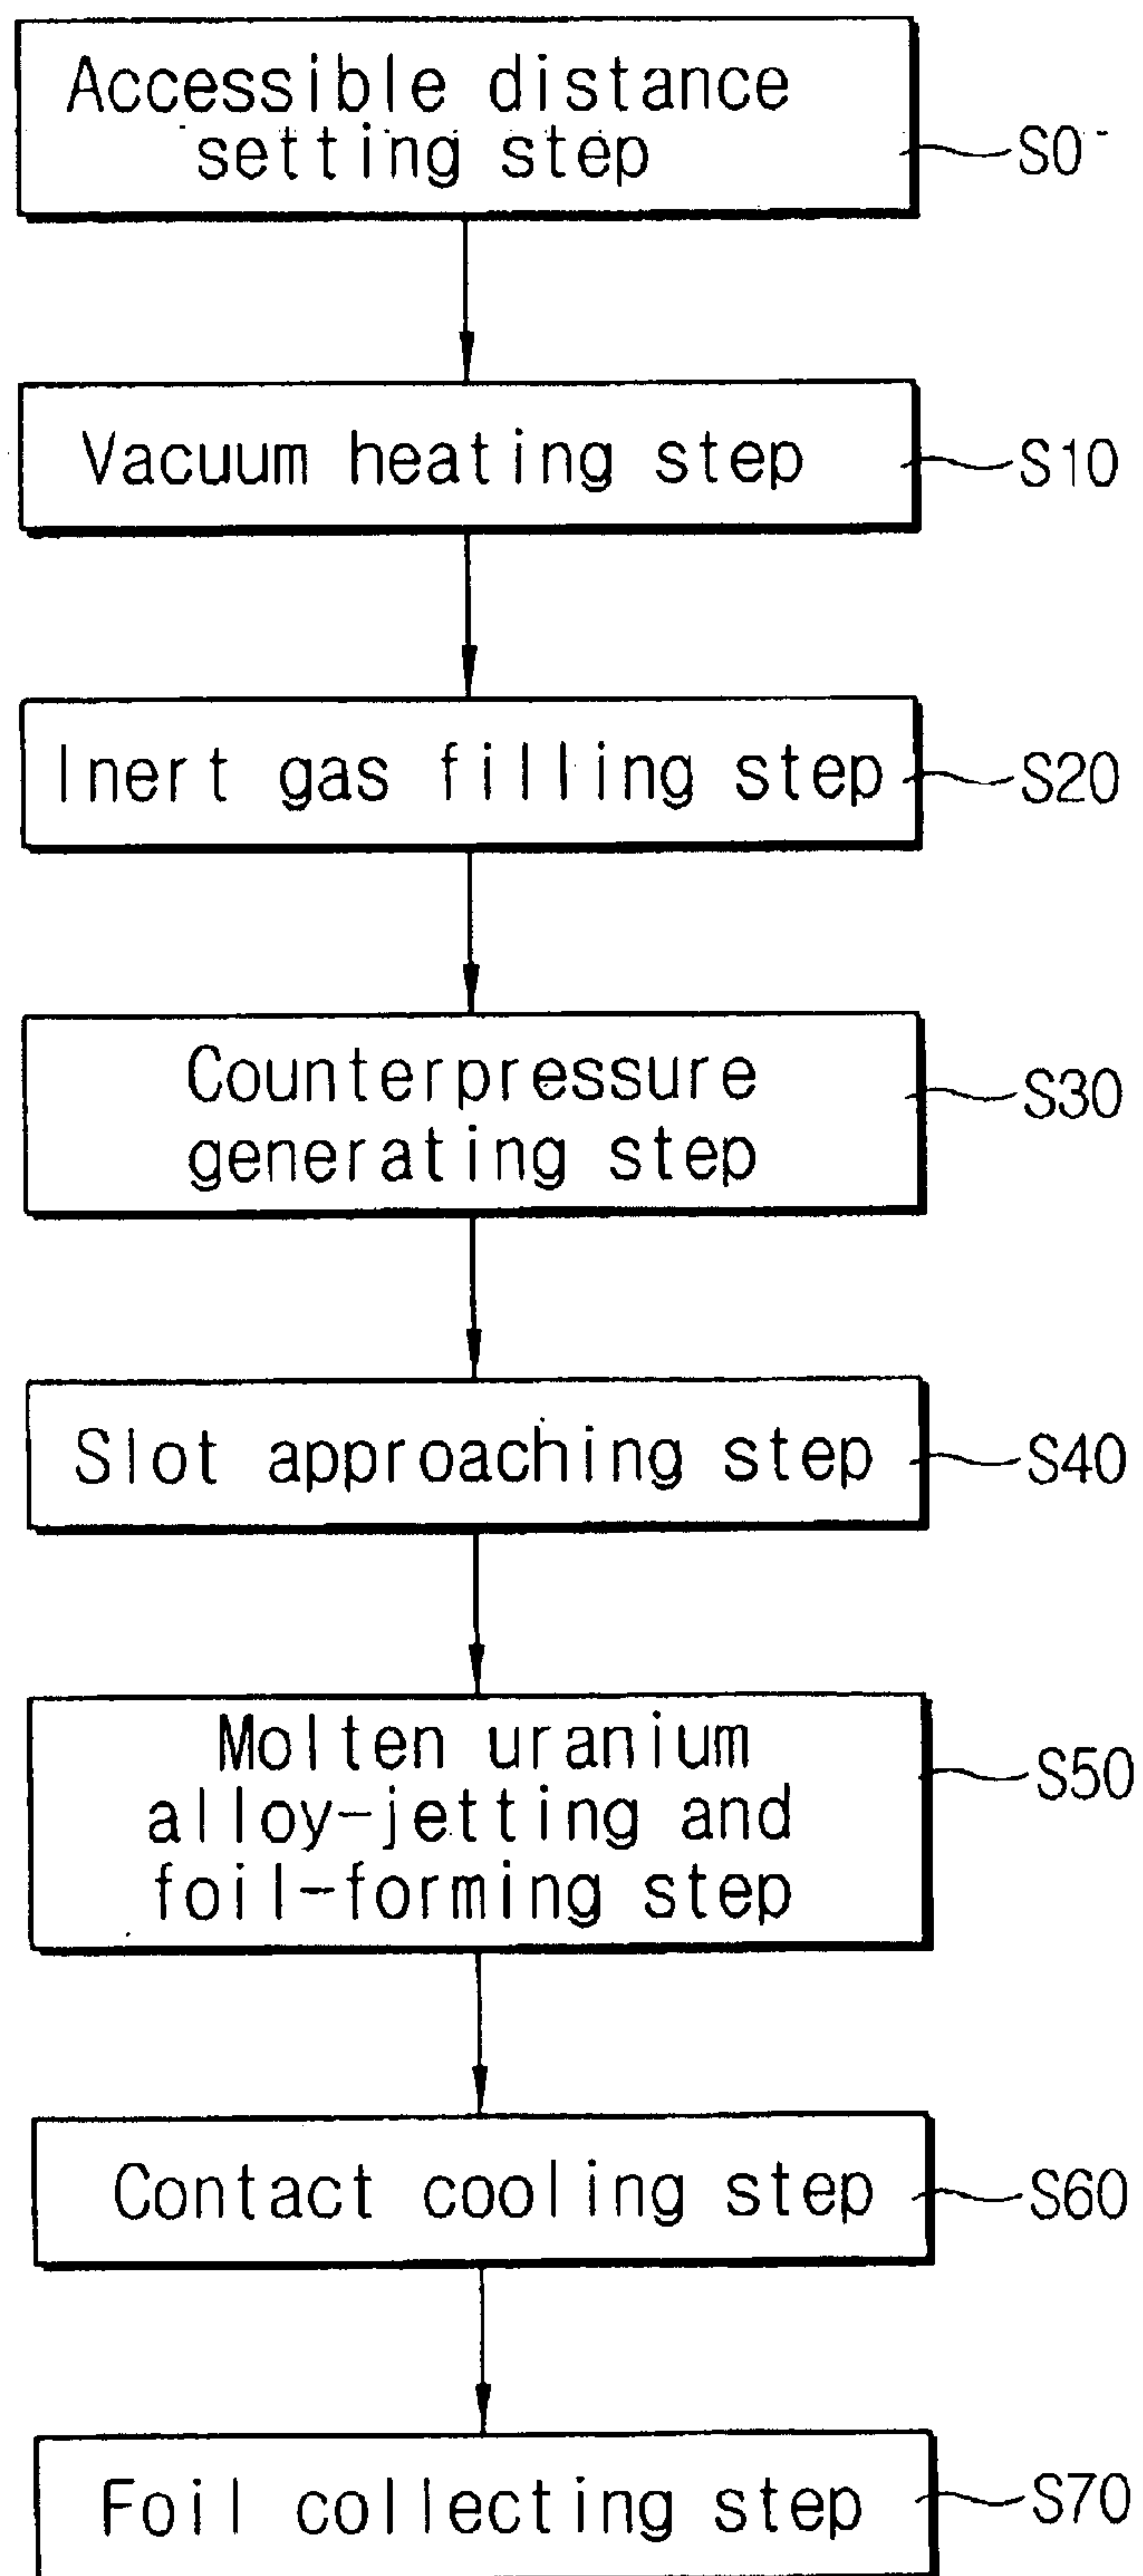 Accessible distance
setting step
S0
Vacuum heating step
S10
Inert gas filling step
S20
Counterpressure
generating step
S30
Slot approaching step
S40
Molten uranium
alloy-jetting and
foil-forming step
S50
Contact cooling step
S60
Foil collecting step
S70